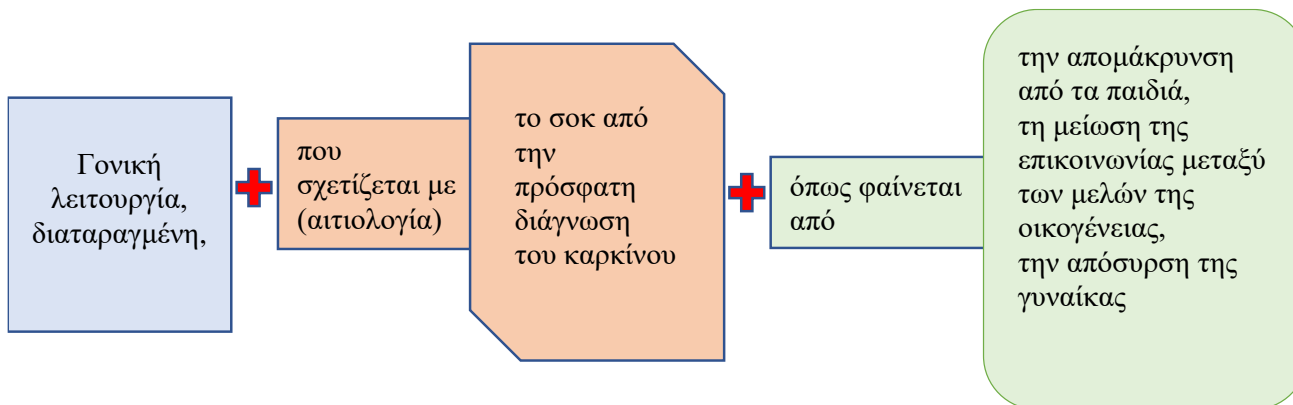 Γονική
λειτουργία,
διαταραγμένη,
που
σχετίζεται με
(αιτιολογία)
το σοκ από
την
πρόσφατη
διάγνωση
του καρκίνου
όπως φαίνεται
από
την απομάκρυνση
από τα παιδιά,
τη μείωση της
επικοινωνίας μεταξύ
των μελών της
οικογένειας,
την απόσυρση της
γυναίκας